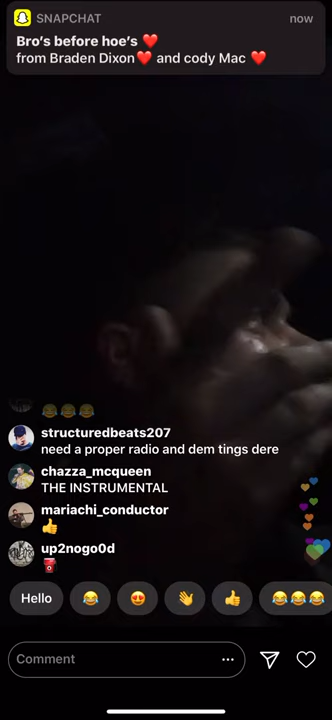 SNAPCHAT
now
Bro’s before hoe’s ❤️
from Braden Dixon❤️ and cody Mac ❤️
😂😂😂
structuredbeats207
need a proper radio and dem tings dere
chazza_mcqueen
THE INSTRUMENTAL
mariachi_conductor
👍
up2nogo0d
Hello 😂 😍 👋 👍 😂😂😂
Comment